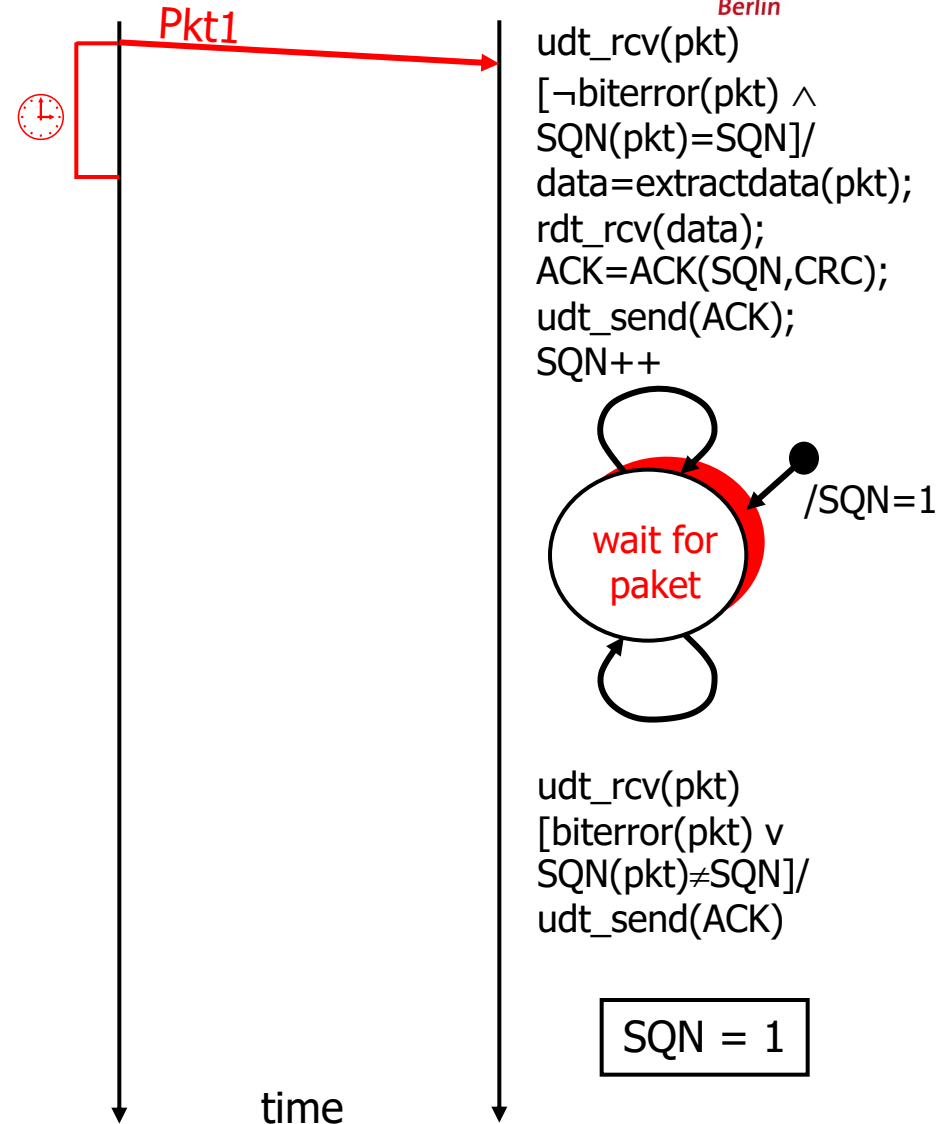 Berlin
Pkt1
udt_rcv(pkt)
[¬biterror(pkt) ∧
SQN(pkt)=SQN]/
data=extractdata(pkt);
rdt_rcv(data);
ACK=ACK(SQN,CRC);
udt_send(ACK);
SQN++
/SQN=1
wait for
paket
udt_rcv(pkt)
[biterror(pkt) v
SQN(pkt)≠SQN]/
udt_send(ACK)
SQN = 1
time